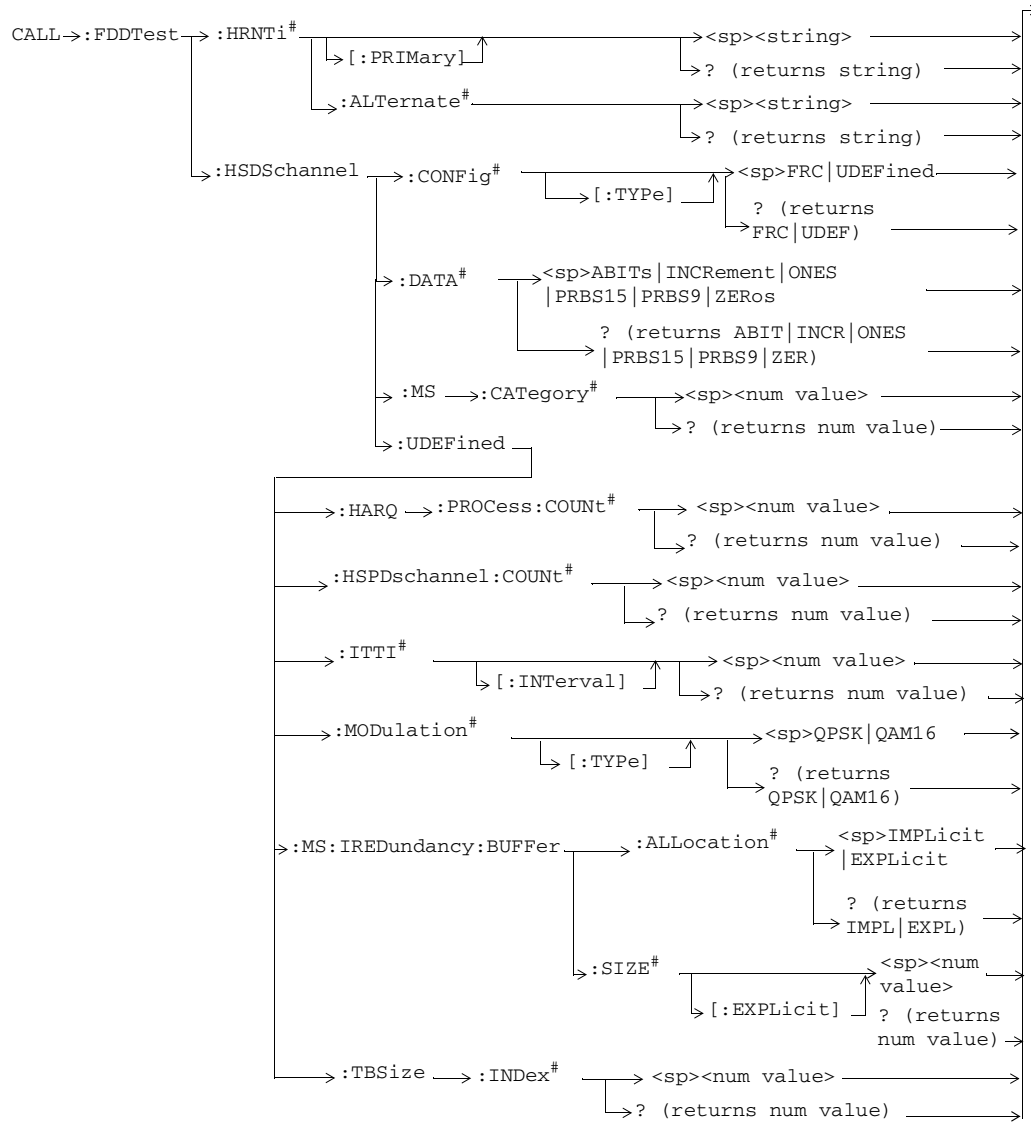 CALL :FDDTest :HRNTi# <sp><string>
[:PRIMary] ? (returns string)
:ALTernate# <sp><string>
? (returns string)
:HSDSchannel :CONFig# <sp>FRC|UDEFined
[:TYPe] ? (returns
FRC|UDEF)
:DATA# <sp>ABITs|INCRement|ONES
|PRBS15|PRBS9|ZERos
? (returns ABIT|INCR|ONES
|PRBS15|PRBS9|ZER)
:MS :CATegory# <sp><num value>
? (returns num value)
:UDEFined
:HARQ :PROCess:COUNt# <sp><num value>
? (returns num value)
:HSPDschannel:COUNt# <sp><num value>
? (returns num value)
:ITTI# <sp><num value>
[:INTerval] ? (returns num value)
:MODulation# <sp>QPSK|QAM16
[:TYPe] ? (returns
QPSK|QAM16)
:MS:IREDundancy:BUFFer :ALLocation# <sp>IMPLicit
|EXPLicit
? (returns
IMPL|EXPL)
:SIZE# <sp><num
value>
[:EXPLicit] ? (returns
num value)
:TBSize :INDex# <sp><num value>
? (returns num value)